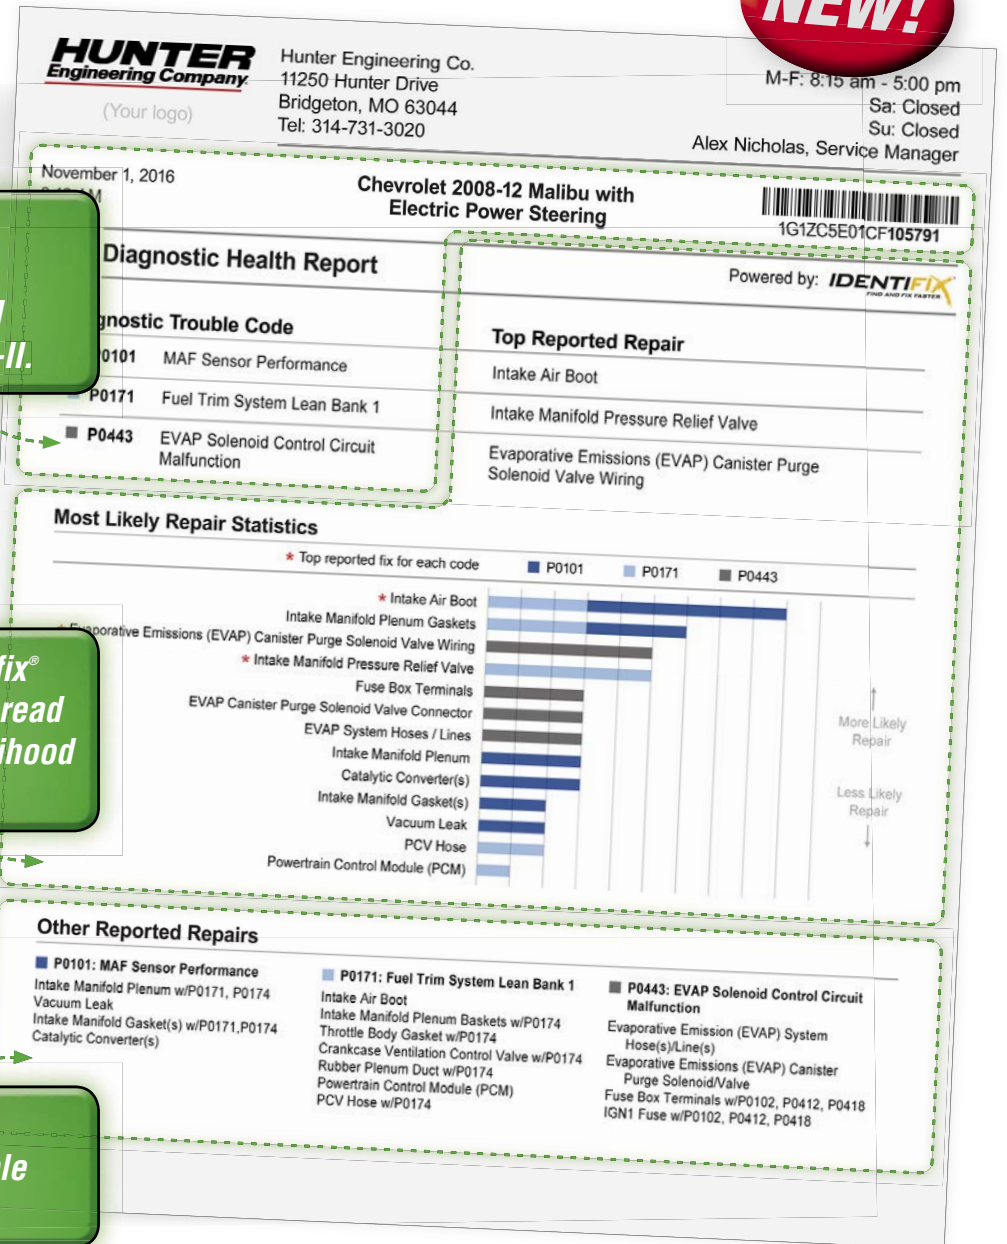 NEW!
HUNTER
Engineering Company
(Your logo)
Hunter Engineering Co.
11250 Hunter Drive
Bridgeton, MO 63044
Tel: 314-731-3020
M-F: 8:15 am - 5:00 pm
Sa: Closed
Su: Closed
Alex Nicholas, Service Manager
November 1, 2016
Chevrolet 2008-12 Malibu with
Electric Power Steering
1G1ZC5E01CF105791
Diagnostic Health Report
Powered by: IDENTIFIX
FIND AND FIX FASTER
gnostic Trouble Code
Top Reported Repair
-II.
0101 MAF Sensor Performance
Intake Air Boot
P0171 Fuel Trim System Lean Bank 1
Intake Manifold Pressure Relief Valve
P0443 EVAP Solenoid Control Circuit
Malfunction
Evaporative Emissions (EVAP) Canister Purge
Solenoid Valve Wiring
Most Likely Repair Statistics
* Top reported fix for each code
P0101
P0171
P0443
* Intake Air Boot
Intake Manifold Plenum Gaskets
* Evaporative Emissions (EVAP) Canister Purge Solenoid Valve Wiring
* Intake Manifold Pressure Relief Valve
Fuse Box Terminals
EVAP Canister Purge Solenoid Valve Connector
EVAP System Hoses / Lines
Intake Manifold Plenum
Catalytic Converter(s)
Intake Manifold Gasket(s)
Vacuum Leak
PCV Hose
Powertrain Control Module (PCM)
More Likely
Repair
Less Likely
Repair
fix®
read
ihood
Other Reported Repairs
P0101: MAF Sensor Performance
Intake Manifold Plenum w/P0171, P0174
Vacuum Leak
Intake Manifold Gasket(s) w/P0171,P0174
Catalytic Converter(s)
P0171: Fuel Trim System Lean Bank 1
Intake Air Boot
Intake Manifold Plenum Baskets w/P0174
Throttle Body Gasket w/P0174
Crankcase Ventilation Control Valve w/P0174
Rubber Plenum Duct w/P0174
Powertrain Control Module (PCM)
PCV Hose w/P0174
P0443: EVAP Solenoid Control Circuit
Malfunction
Evaporative Emission (EVAP) System
Hose(s)/Line(s)
Evaporative Emissions (EVAP) Canister
Purge Solenoid/Valve
Fuse Box Terminals w/P0102, P0412, P0418
IGN1 Fuse w/P0102, P0412, P0418
le